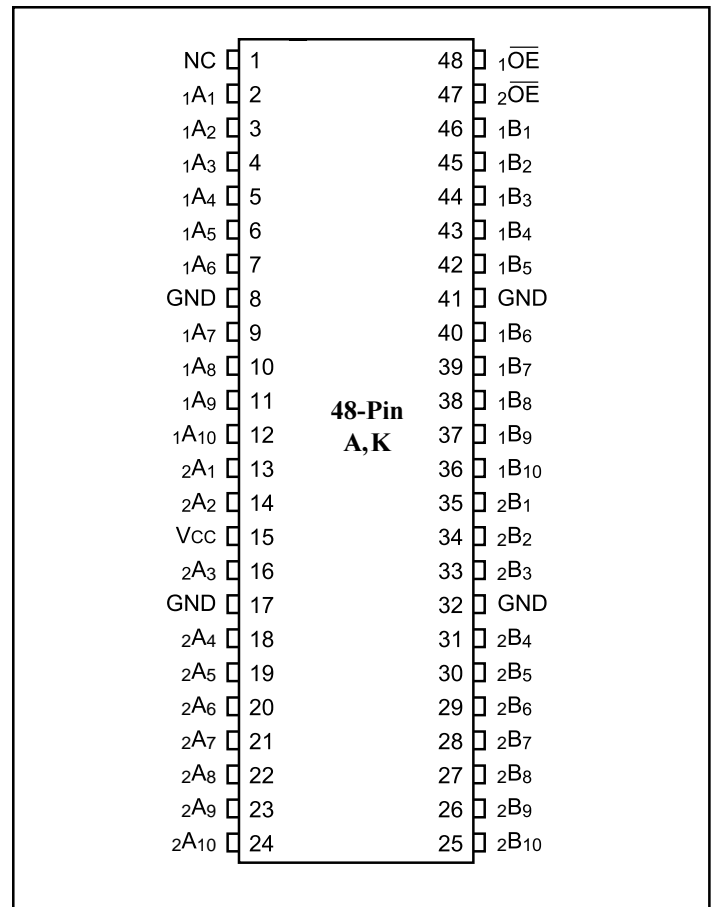 NC 1 48 ₁O̅E̅
₁A₁ 2 47 ₂O̅E̅
₁A₂ 3 46 ₁B₁
₁A₃ 4 45 ₁B₂
₁A₄ 5 44 ₁B₃
₁A₅ 6 43 ₁B₄
₁A₆ 7 42 ₁B₅
GND 8 41 GND
₁A₇ 9 40 ₁B₆
₁A₈ 10 39 ₁B₇
₁A₉ 11 38 ₁B₈
48-Pin
₁A₁₀ 12 37 ₁B₉
A,K
₂A₁ 13 36 ₁B₁₀
₂A₂ 14 35 ₂B₁
VCC 15 34 ₂B₂
₂A₃ 16 33 ₂B₃
GND 17 32 GND
₂A₄ 18 31 ₂B₄
₂A₅ 19 30 ₂B₅
₂A₆ 20 29 ₂B₆
₂A₇ 21 28 ₂B₇
₂A₈ 22 27 ₂B₈
₂A₉ 23 26 ₂B₉
₂A₁₀ 24 25 ₂B₁₀